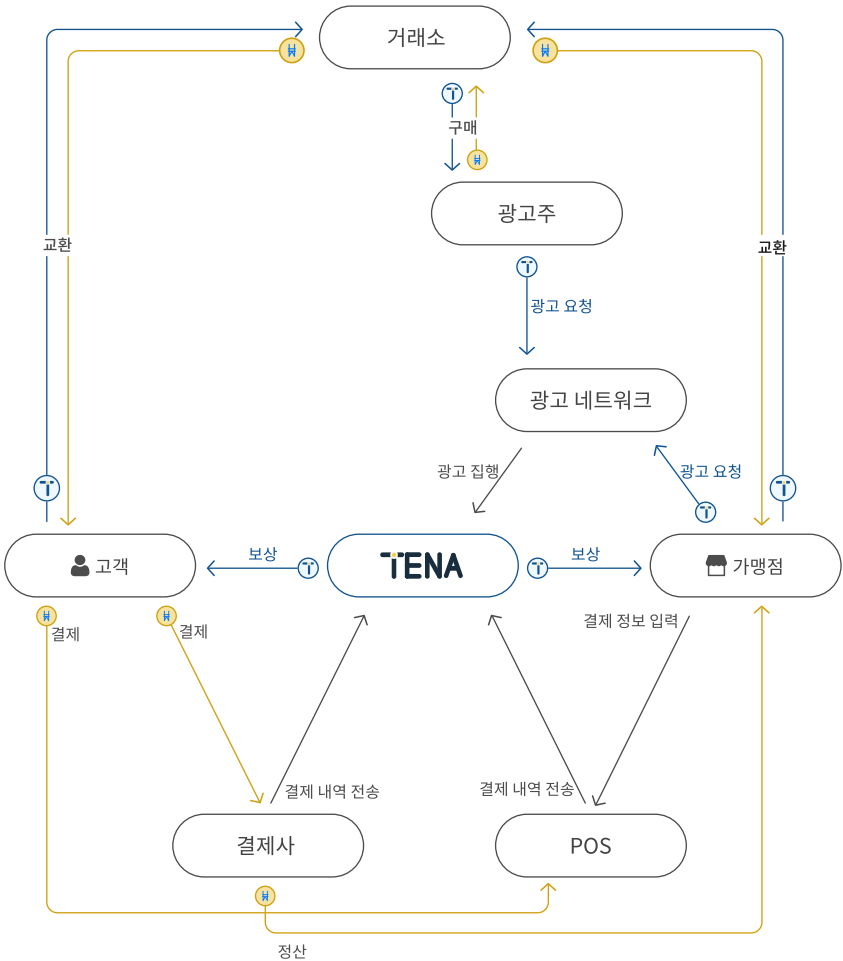 거래소
구매
광고주
교환
교환
광고 요청
광고 네트워크
광고 집행
광고 요청
고객
보상
TENA
보상
가맹점
결제
결제
결제 정보 입력
결제 내역 전송
결제 내역 전송
결제사
POS
정산